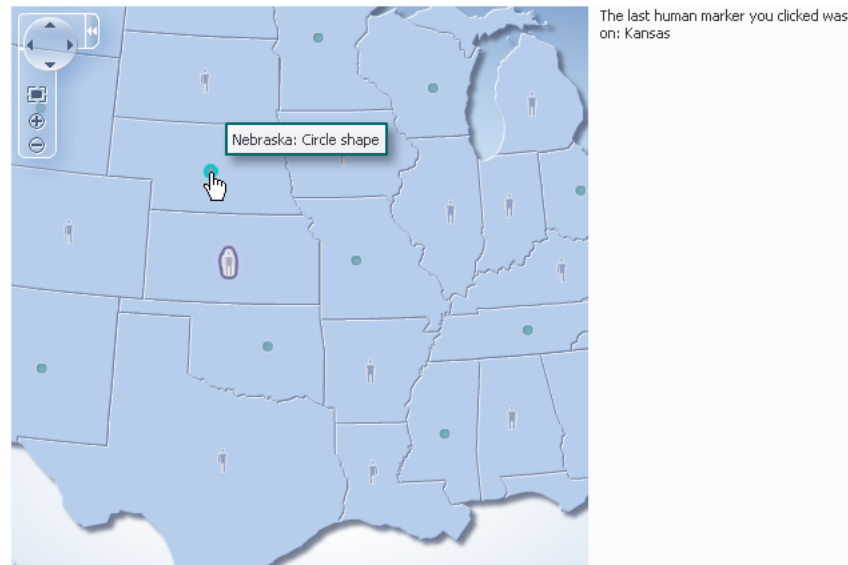 The last human marker you clicked was
on: Kansas
Nebraska: Circle shape